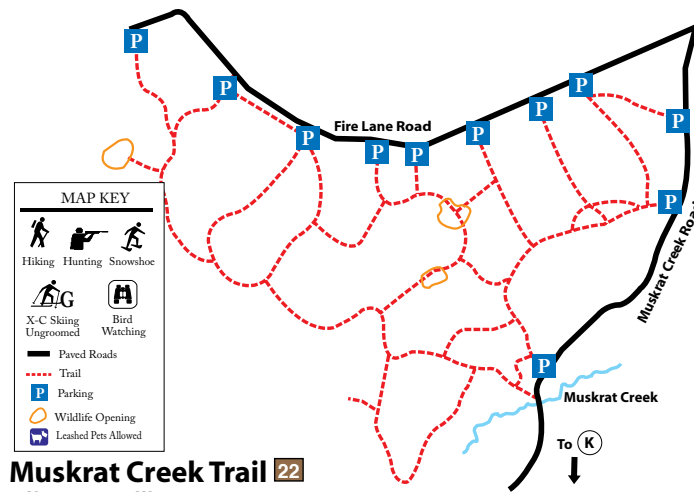 P
P
P
P
P
P
P
P
P
P
P
Fire Lane Road
MAP KEY
Hiking Hunting Snowshoe
G
X-C Skiing Bird
Ungroomed Watching
Paved Roads
Trail
P Parking
Wildlife Opening
Leashed Pets Allowed
Muskrat Creek Road
Muskrat Creek
To K
Muskrat Creek Trail 22